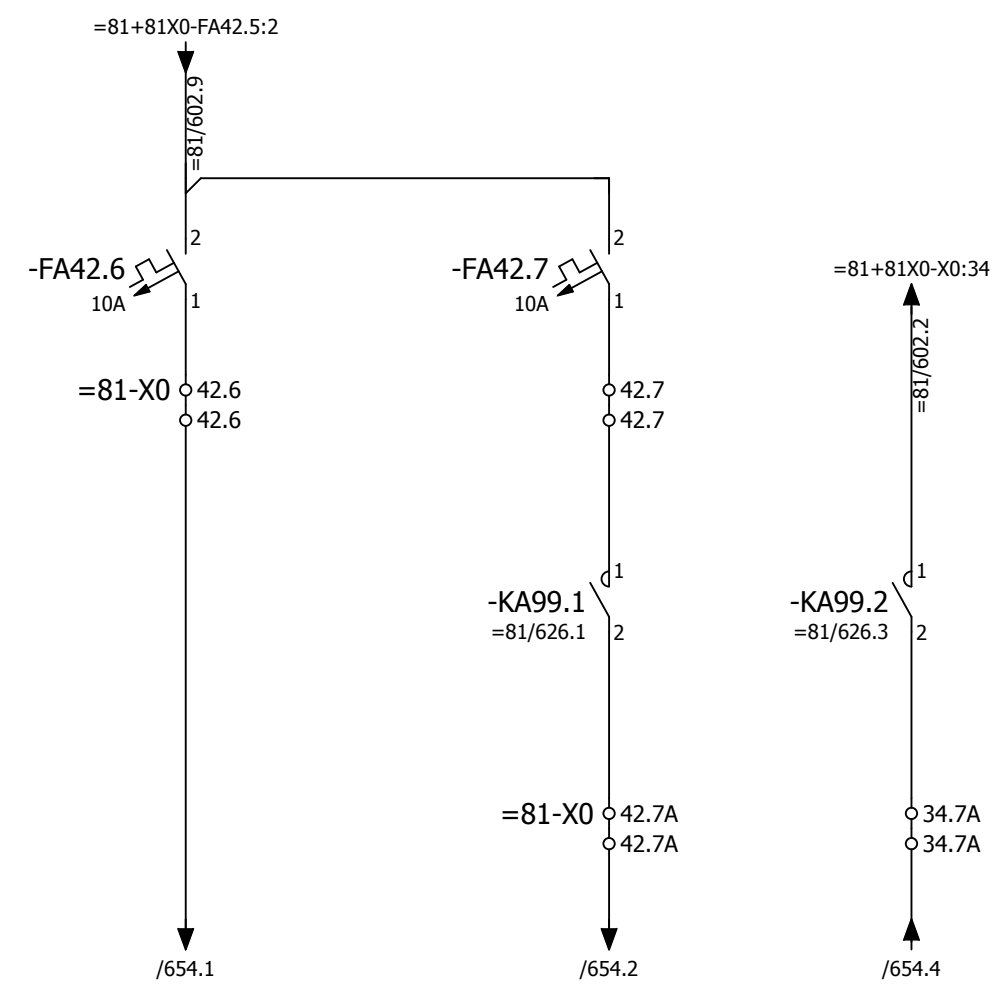 =81+81X0-FA42.5:2
=81/602.9
2
-FA42.6
10A
1
=81-X0
42.6
42.6
/654.1
2
-FA42.7
10A
1
42.7
42.7
1
-KA99.1
=81/626.1
2
=81-X0
42.7A
42.7A
/654.2
=81+81X0-X0:34
=81/602.2
1
-KA99.2
=81/626.3
2
34.7A
34.7A
/654.4